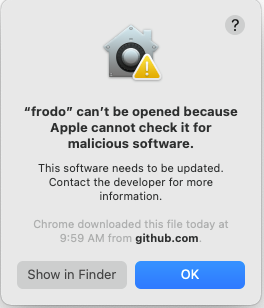 ?
“frodo” can’t be opened because
Apple cannot check it for
malicious software.
This software needs to be updated.
Contact the developer for more
information.
Chrome downloaded this file today at
9:59 AM from github.com.
Show in Finder
OK